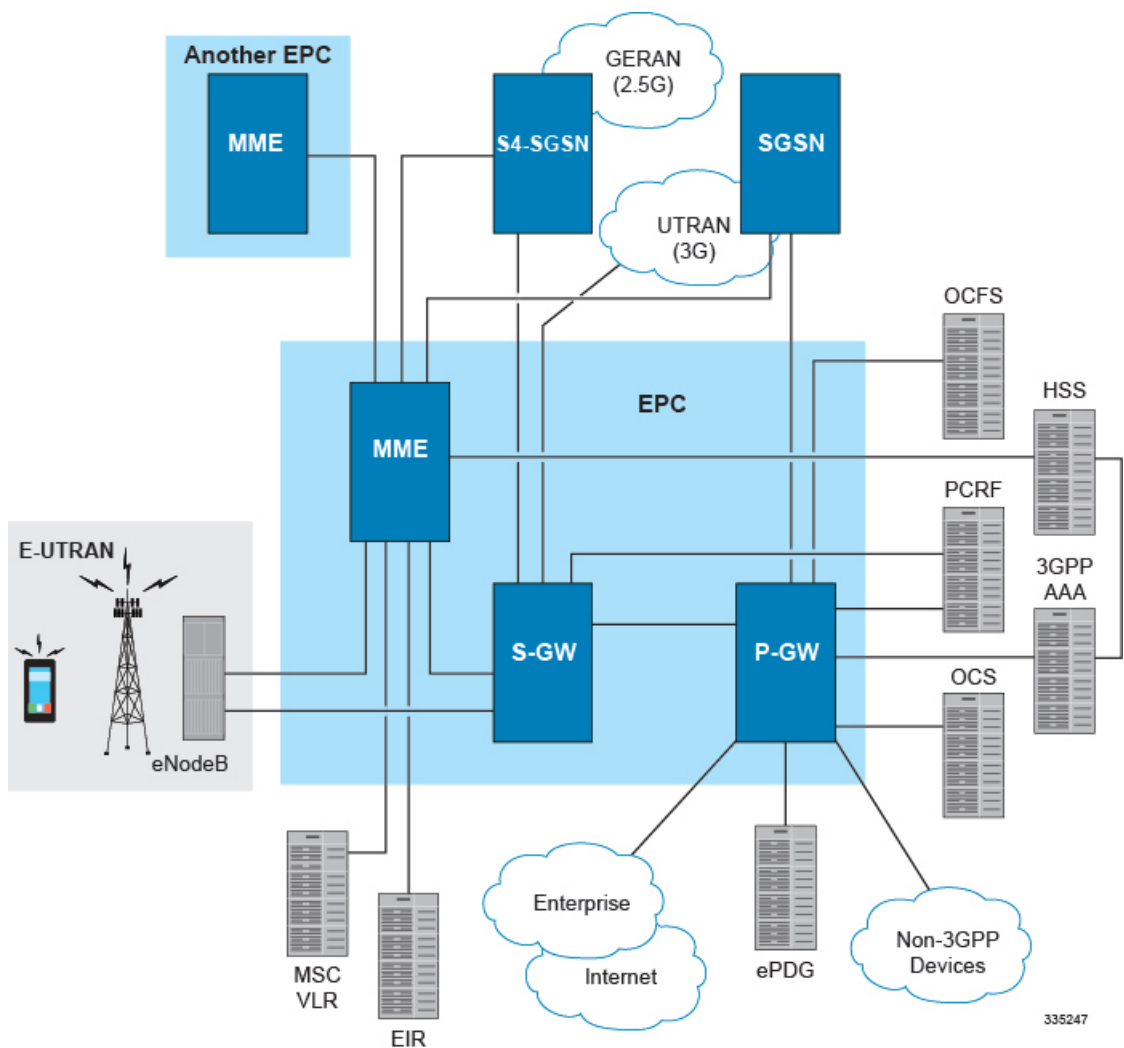 Another EPC
MME
GERAN
(2.5G)
S4-SGSN
SGSN
UTRAN
(3G)
OCFS
HSS
EPC
MME
PCRF
E-UTRAN
3GPP
AAA
S-GW
P-GW
OCS
eNodeB
Enterprise
Internet
ePDG
Non-3GPP
Devices
MSC
VLR
EIR
335247